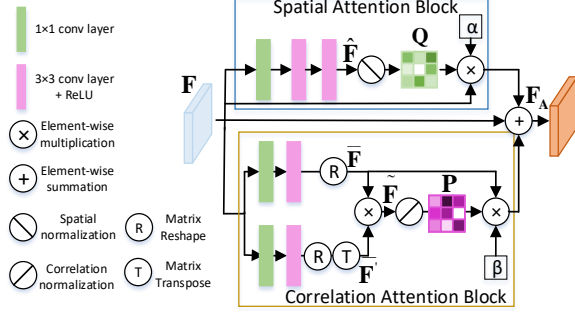 Spatial Attention Block
1×1 conv layer
3×3 conv layer
+ ReLU
Element-wise
multiplication
Element-wise
summation
Spatial
normalization
R
Matrix
Reshape
Correlation
normalization
T
Matrix
Transpose
F
F̂
Q
α
F_A
R
F̅
F̃
P
R
T
F̅'
β
Correlation Attention Block